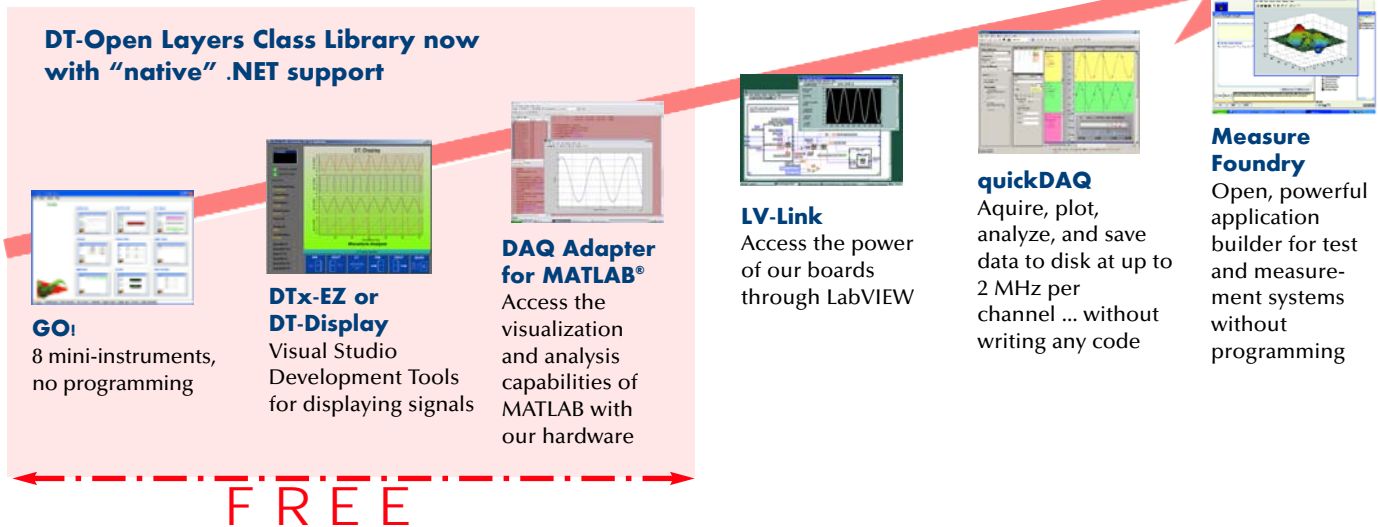 DT-Open Layers Class Library now
with “native” .NET support
GO!
8 mini-instruments,
no programming
DT-Display
Waveform Analysis
DTx-EZ or
DT-Display
Visual Studio
Development Tools
for displaying signals
DAQ Adapter
for MATLAB®
Access the
visualization
and analysis
capabilities of
MATLAB with
our hardware
LV-Link
Access the power
of our boards
through LabVIEW
quickDAQ
Aquire, plot,
analyze, and save
data to disk at up to
2 MHz per
channel ... without
writing any code
Measure
Foundry
Open, powerful
application
builder for test
and measure-
ment systems
without
programming
FREE